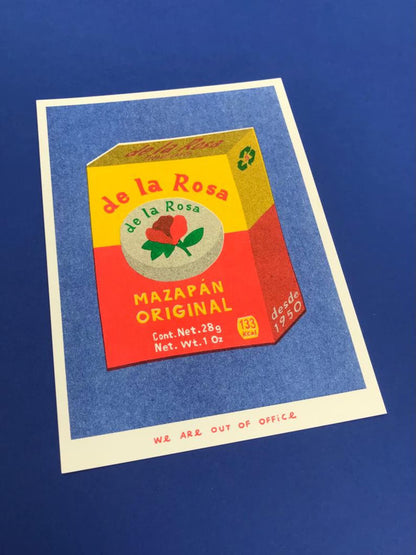 de la Rosa
de la Rosa
de la Rosa
MAZAPÁN
ORIGINAL
Cont. Net. 28g
Net. Wt. 1 Oz
133
kcal
desde
1950
We ARe OUT OF OFFiCe